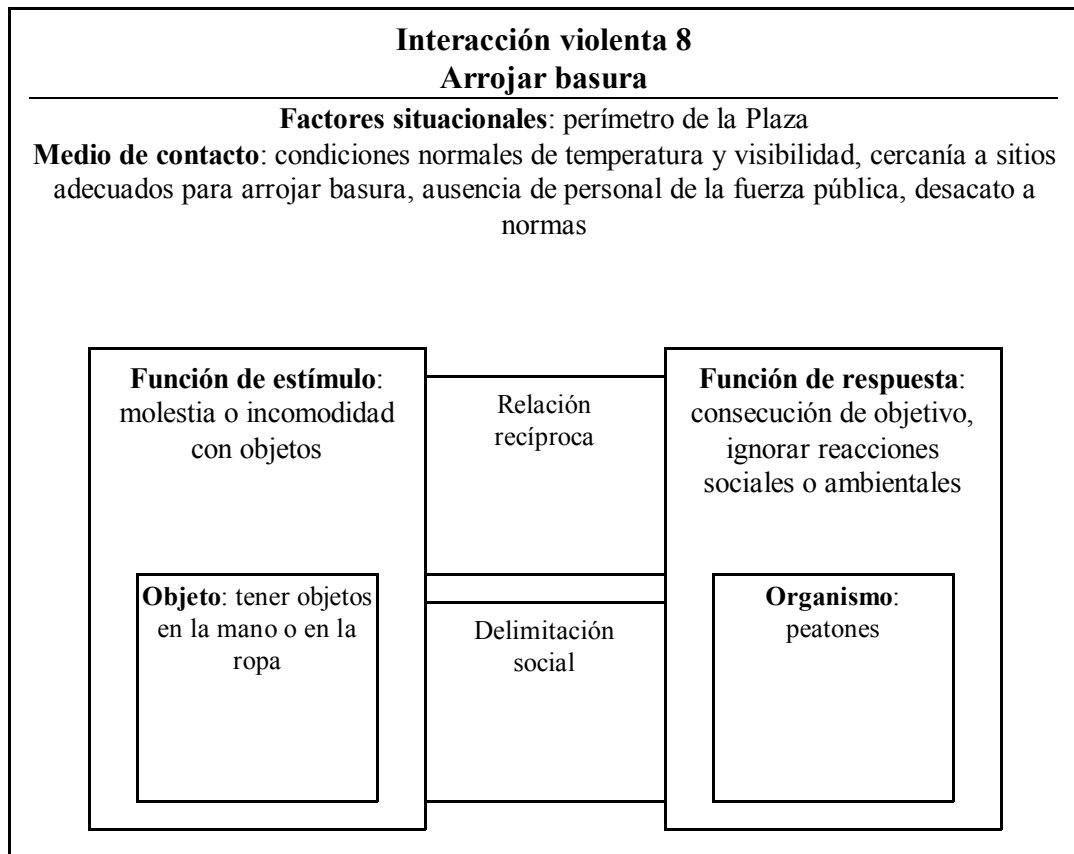 Interacción violenta 8
Arrojar basura
Factores situacionales: perímetro de la Plaza
Medio de contacto: condiciones normales de temperatura y visibilidad, cercanía a sitios
adecuados para arrojar basura, ausencia de personal de la fuerza pública, desacato a
normas
Función de estímulo:
molestia o incomodidad
con objetos
Objeto: tener objetos
en la mano o en la
ropa
Relación
recíproca
Delimitación
social
Función de respuesta:
consecución de objetivo,
ignorar reacciones
sociales o ambientales
Organismo:
peatones